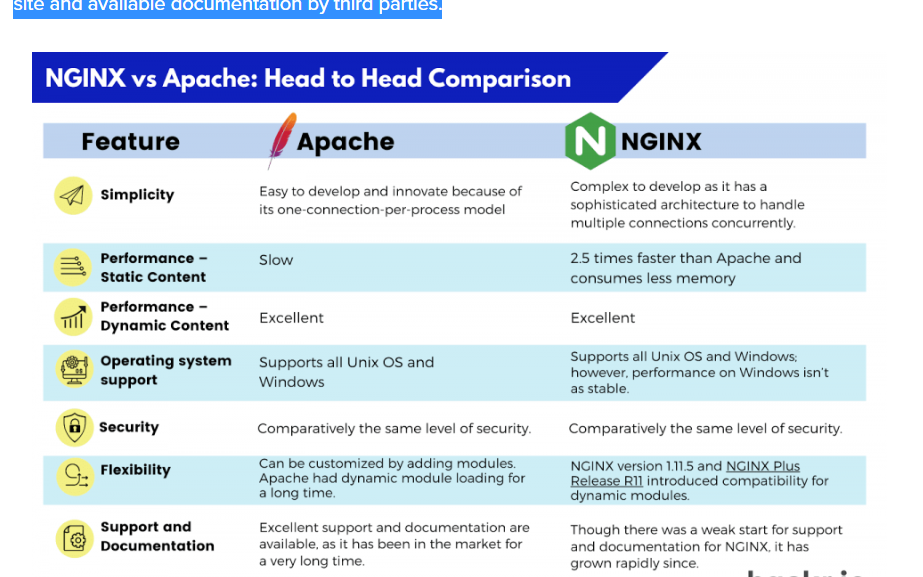 site and available documentation by third parties.
NGINX vs Apache: Head to Head Comparison
Feature
Apache
N NGINX
Simplicity
Easy to develop and innovate because of
its one-connection-per-process model
Complex to develop as it has a
sophisticated architecture to handle
multiple connections concurrently.
Performance –
Static Content
Slow
2.5 times faster than Apache and
consumes less memory
Performance –
Dynamic Content
Excellent
Excellent
Operating system
support
Supports all Unix OS and
Windows
Supports all Unix OS and Windows;
however, performance on Windows isn't
as stable.
Security
Comparatively the same level of security.
Comparatively the same level of security.
Flexibility
Can be customized by adding modules.
Apache had dynamic module loading for
a long time.
NGINX version 1.11.5 and NGINX Plus
Release R11 introduced compatibility for
dynamic modules.
Support and
Documentation
Excellent support and documentation are
available, as it has been in the market for
a very long time.
Though there was a weak start for support
and documentation for NGINX, it has
grown rapidly since.